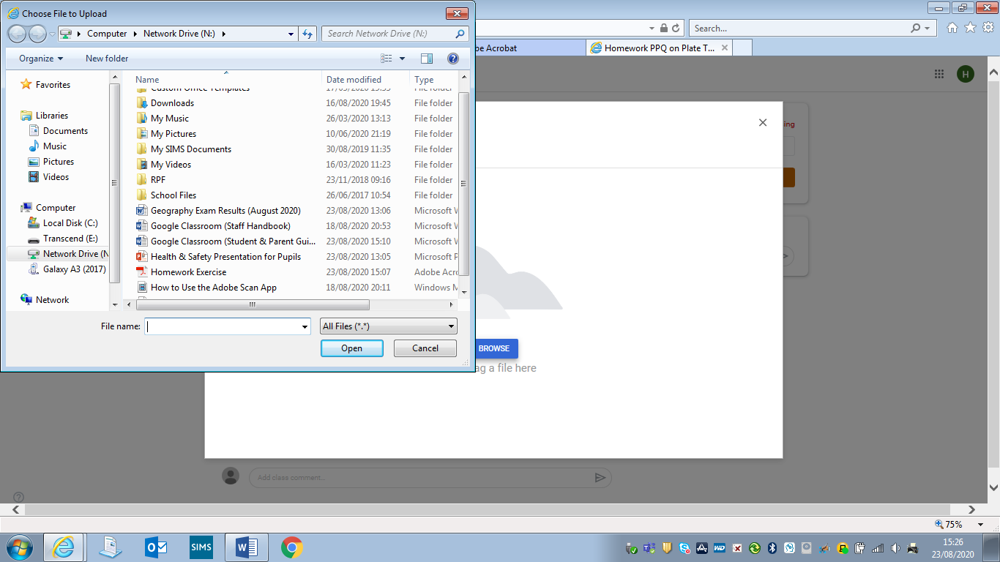 Choose File to Upload
Computer Network Drive (N:)
Search Network Drive (N:)
Search...
be Acrobat
Homework PPQ on Plate T...
Organize New folder
H
Name Date modified Type
Favorites
Libraries
Documents
Music
Pictures
Videos
Computer
Local Disk (C:)
Transcend (E:)
Network Drive (N
Galaxy A3 (2017)
Network
Custom Office Templates File folder
Downloads 16/08/2020 19:45 File folder
My Music 26/03/2020 13:13 File folder
My Pictures 10/06/2020 21:19 File folder
My SIMS Documents 30/08/2019 11:35 File folder
My Videos 16/03/2020 11:23 File folder
RPF 23/11/2018 09:16 File folder
School Files 26/06/2017 10:54 File folder
Geography Exam Results (August 2020) 23/08/2020 13:06 Microsoft W
Google Classroom (Staff Handbook) 18/08/2020 20:53 Microsoft W
Google Classroom (Student & Parent Gui... 23/08/2020 15:10 Microsoft W
Health & Safety Presentation for Pupils 23/08/2020 13:05 Microsoft P
Homework Exercise 23/08/2020 15:07 Adobe Acro
How to Use the Adobe Scan App 18/08/2020 20:11 Windows M
File name: All Files (*.*)
Open Cancel
ing
BROWSE
ag a file here
Add class comment...
75%
SIMS
15:26
23/08/2020